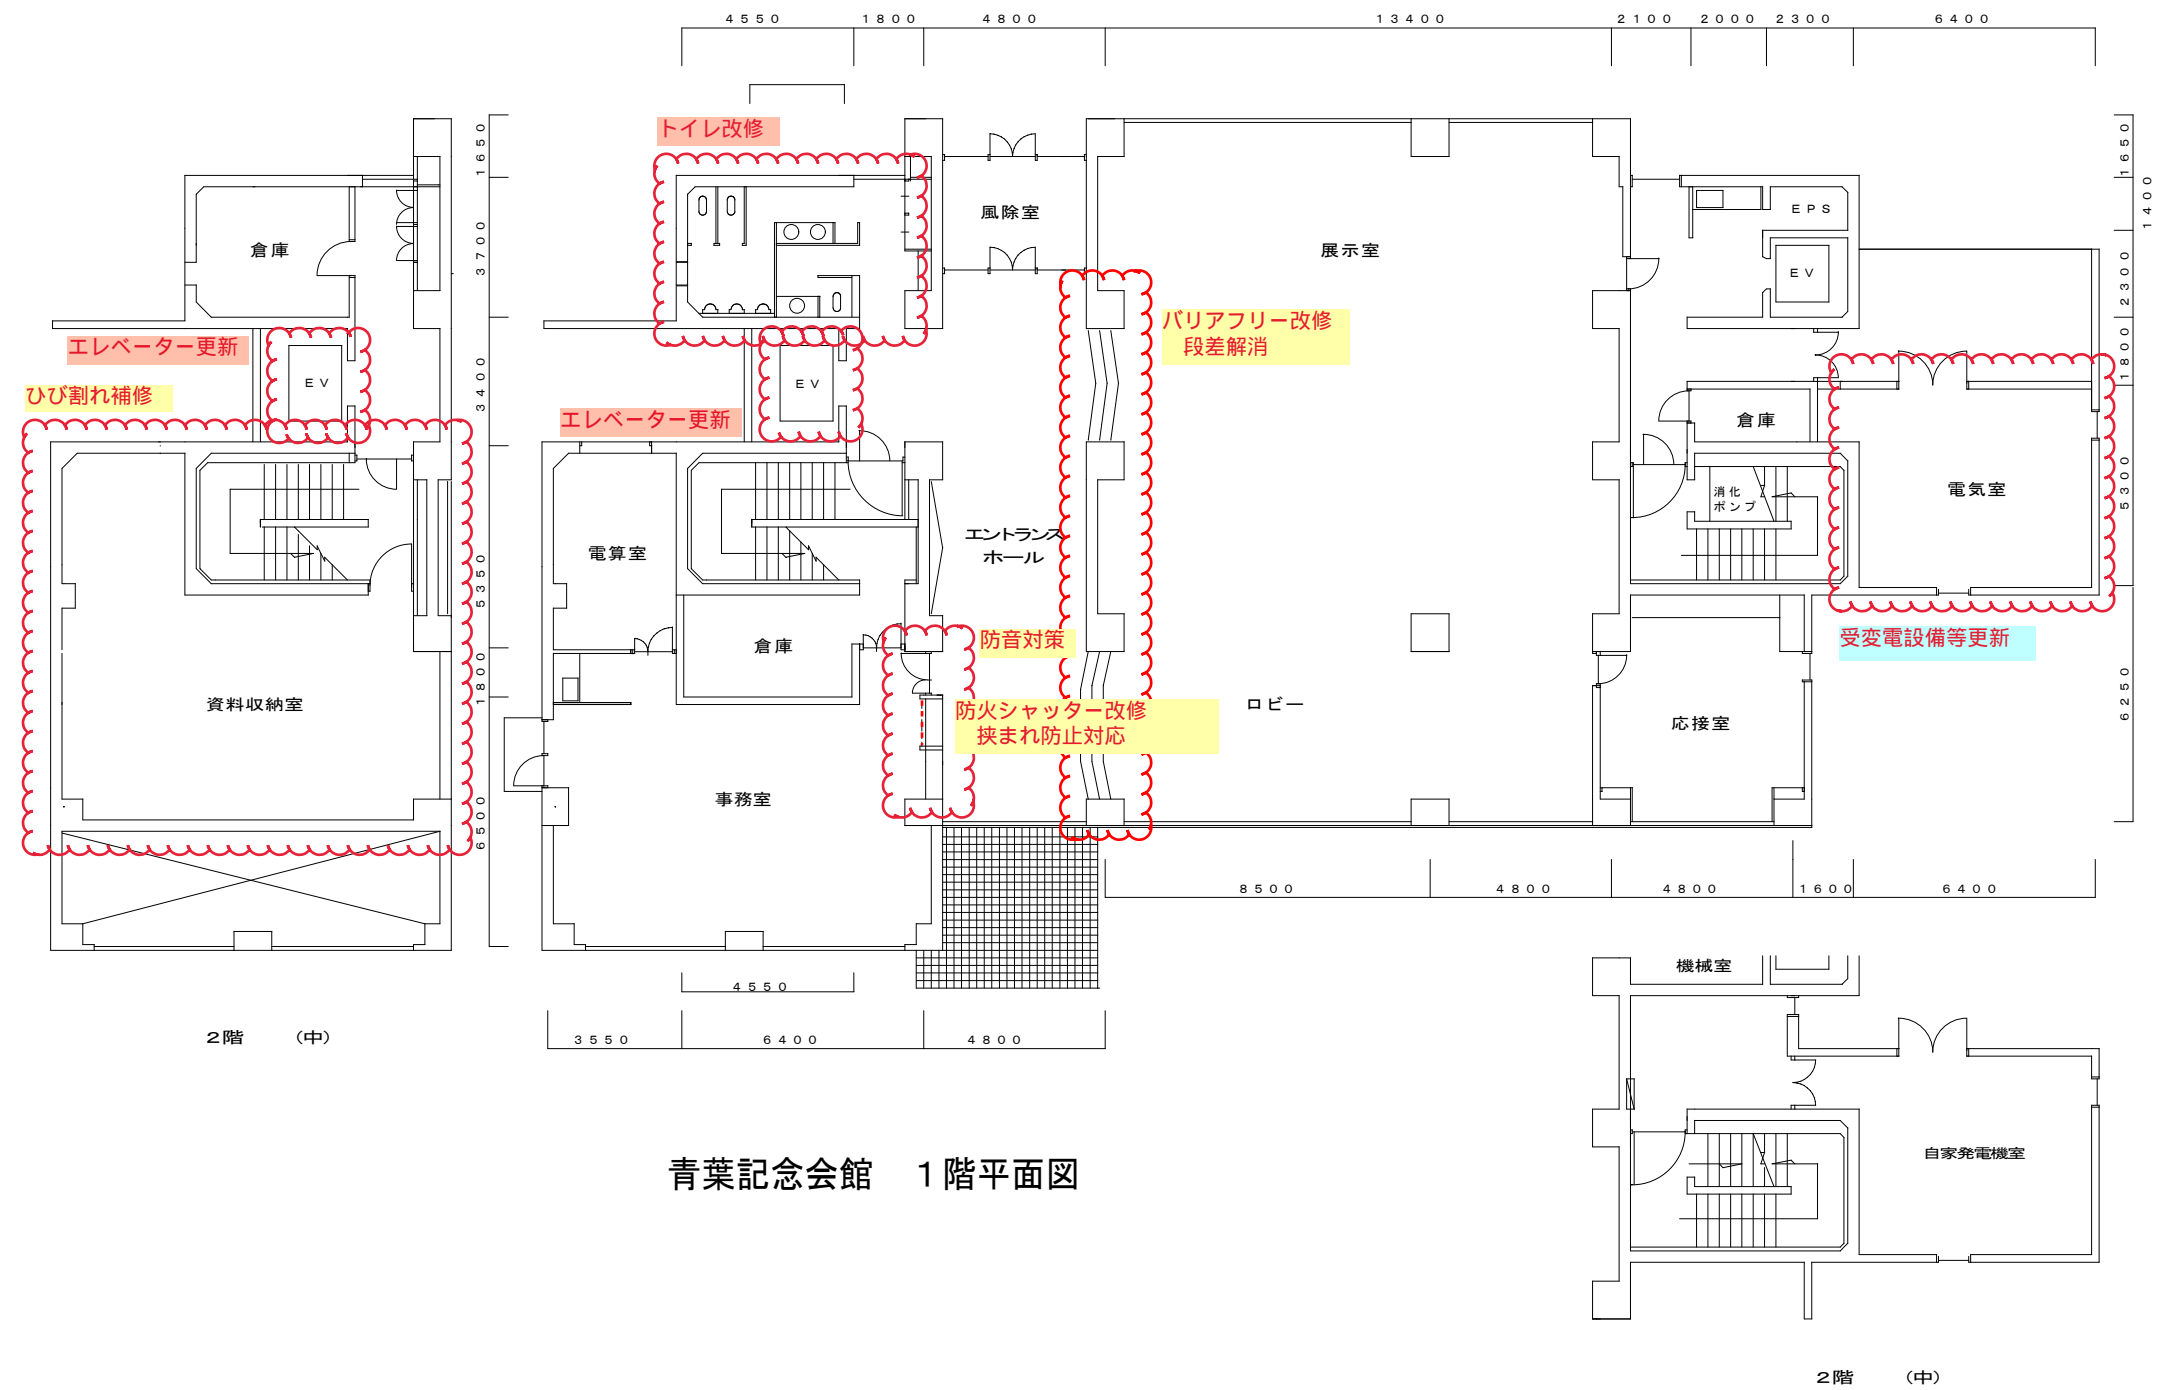 4550
1800
4800
13400
2100
2000
2300
6400
トイレ改修
1650
3700
3400
5350
1800
6500
1650
1400
2300
1800
5300
6250
倉庫
風除室
展示室
EPS
EV
エレベーター更新
EV
ひび割れ補修
EV
エレベーター更新
バリアフリー改修
段差解消
倉庫
消化
ポンプ
電気室
電算室
エントランス
ホール
倉庫
防音対策
受変電設備等更新
資料収納室
防火シャッター改修
挟まれ防止対応
ロビー
応接室
事務室
8500
4800
4800
1600
6400
4550
3550
6400
4800
2階 (中)
機械室
自家発電機室
青葉記念会館 1階平面図
2階 (中)